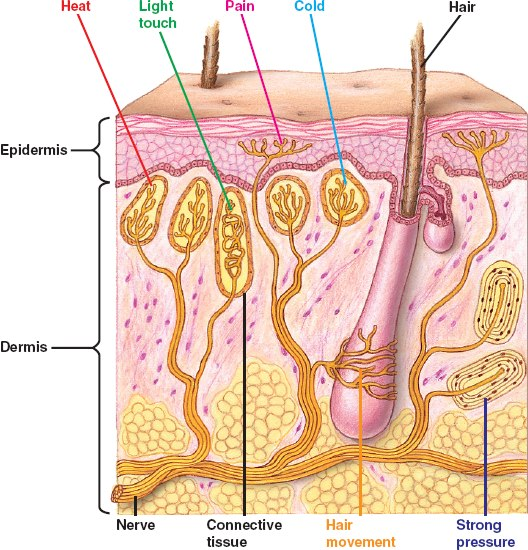 Heat
Light
touch
Pain
Cold
Hair
Epidermis
Dermis
Nerve
Connective
tissue
Hair
movement
Strong
pressure